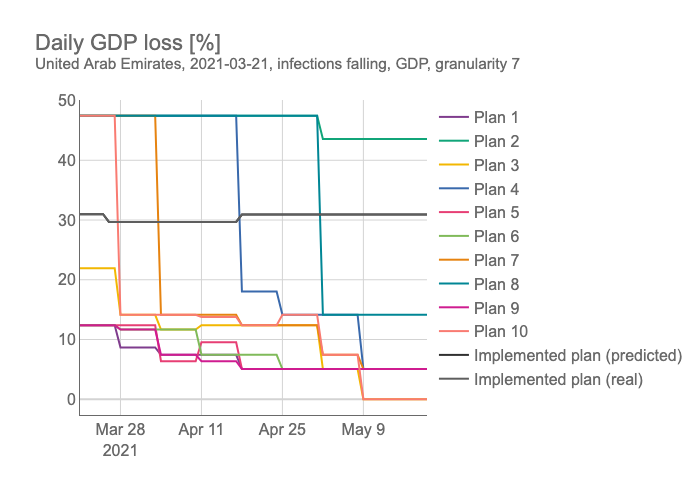 Daily GDP loss [%]
United Arab Emirates, 2021-03-21, infections falling, GDP, granularity 7
50
40
30
20
10
0
Mar 28
2021
Apr 11
Apr 25
May 9
Plan 1
Plan 2
Plan 3
Plan 4
Plan 5
Plan 6
Plan 7
Plan 8
Plan 9
Plan 10
Implemented plan (predicted)
Implemented plan (real)